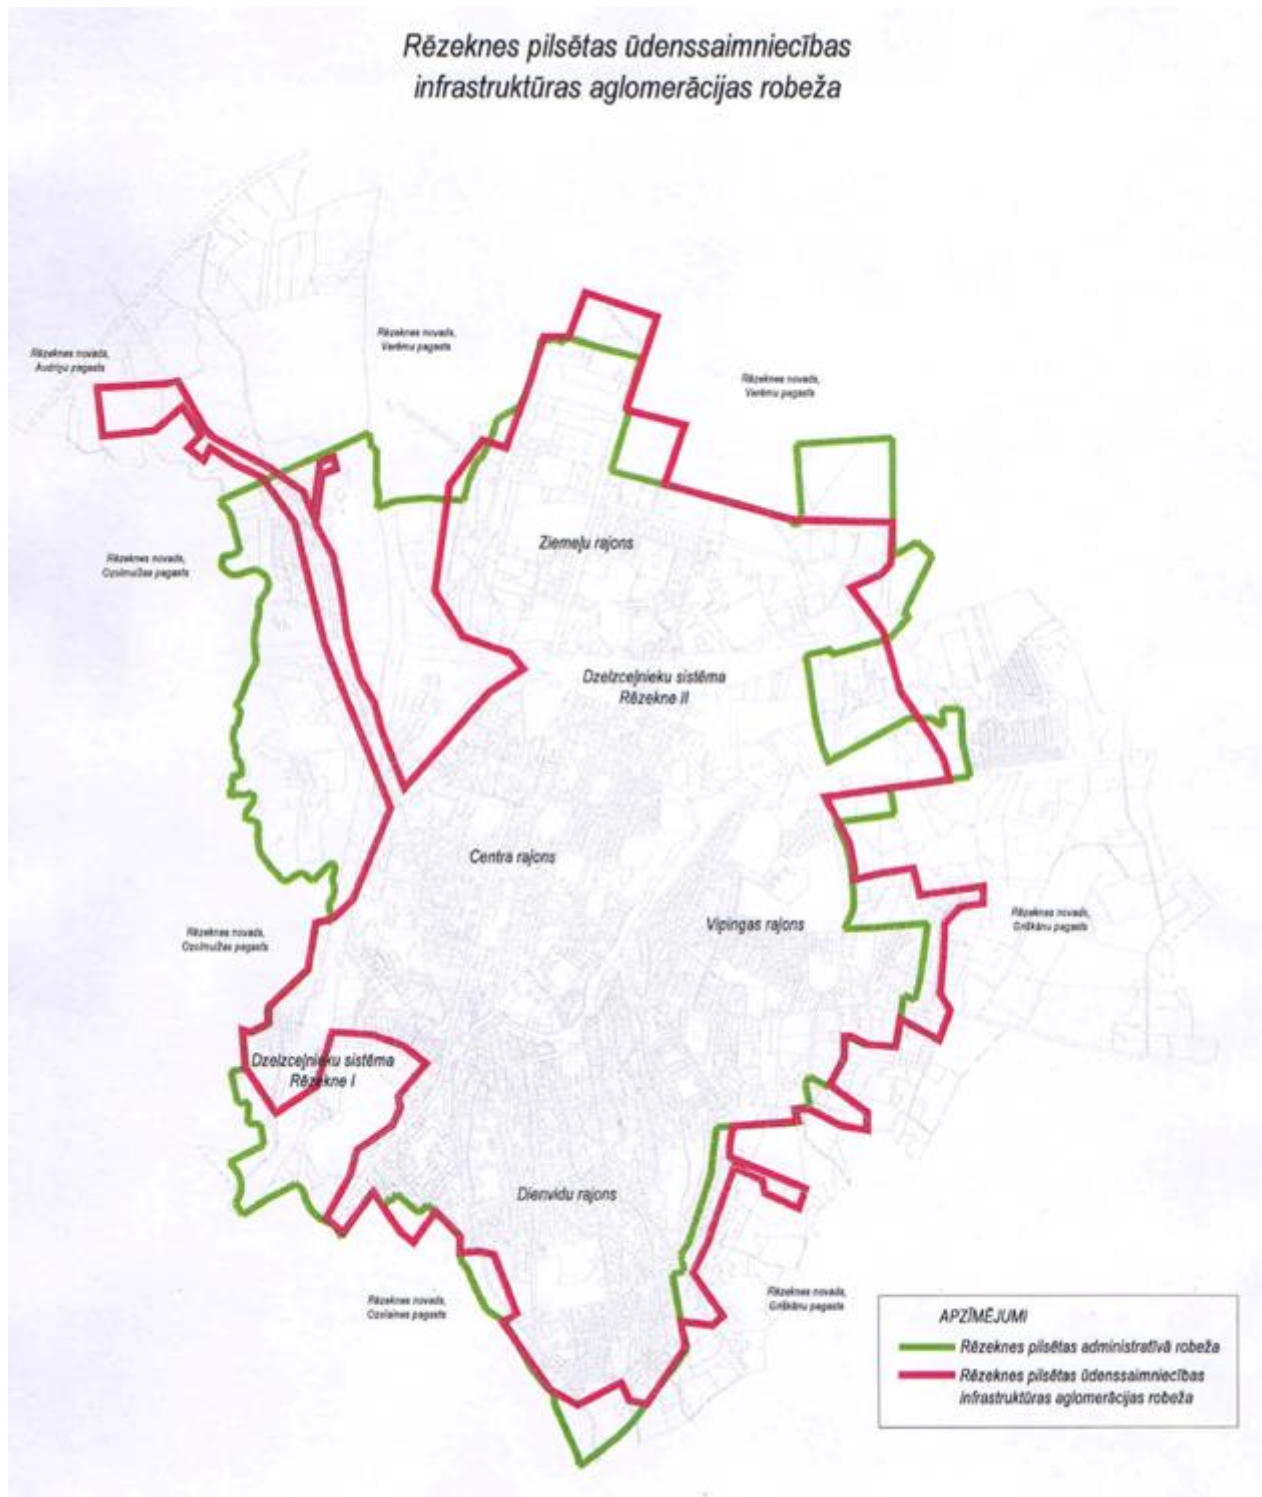 Rēzeknes pilsētas ūdenssaimniecības
infrastruktūras aglomerācijas robeža
Rēzeknes novads,
Vērēmu pagasts
Rēzeknes novads,
Audriņu pagasts
Rēzeknes novads,
Vērēmu pagasts
Ziemeļu rajons
Rēzeknes novads,
Ozolmuižas pagasts
Dzelzceļnieku sistēma
Rēzekne II
Centra rajons
Rēzeknes novads,
Griškānu pagasts
Vipingas rajons
Rēzeknes novads,
Ozolmuižas pagasts
Dzelzceļnieku sistēma
Rēzekne I
Dienvidu rajons
Rēzeknes novads,
Ozolaines pagasts
Rēzeknes novads,
Griškānu pagasts
APZĪMĒJUMI
Rēzeknes pilsētas administratīvā robeža
Rēzeknes pilsētas ūdenssaimniecības
infrastruktūras aglomerācijas robeža